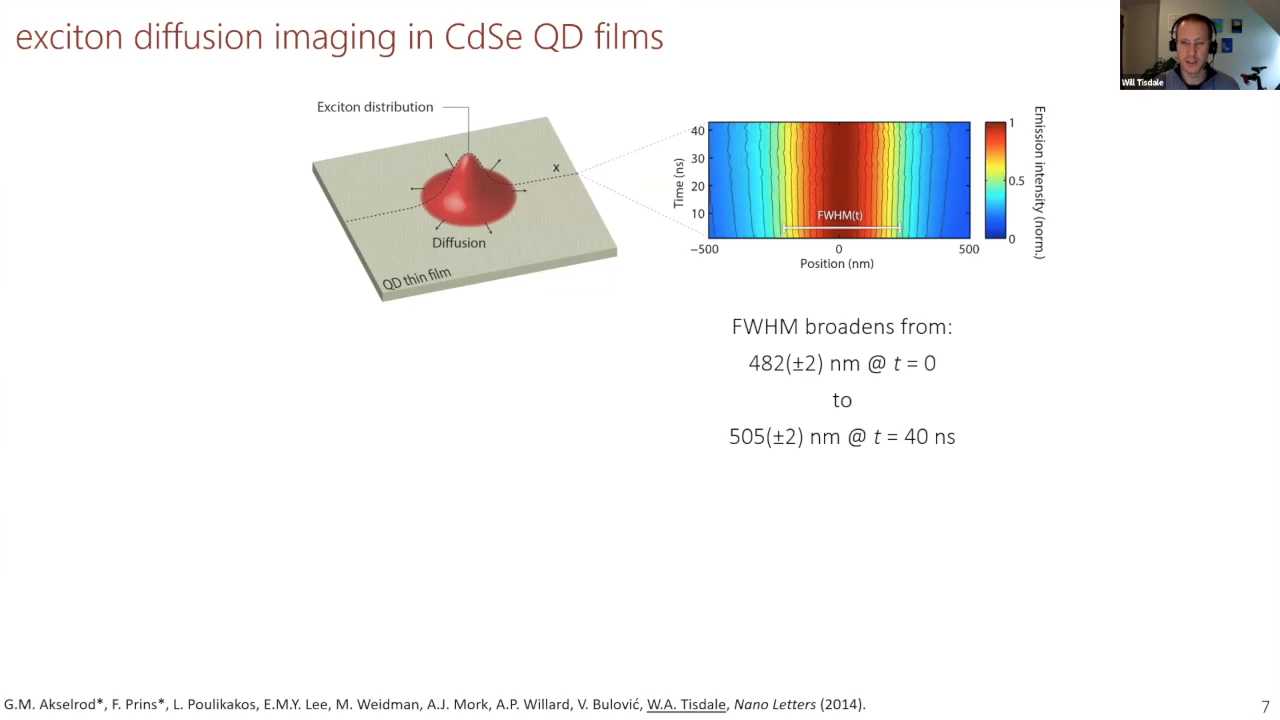 exciton diffusion imaging in CdSe QD films
Will Tisdale
Exciton distribution
x
Diffusion
QD thin film
40
30
20
10
Time (ns)
FWHM(t)
−500
0
500
Position (nm)
1
0.5
0
Emission intensity (norm.)
FWHM broadens from:
482(±2) nm @ t = 0
to
505(±2) nm @ t = 40 ns
G.M. Akselrod*, F. Prins*, L. Poulikakos, E.M.Y. Lee, M. Weidman, A.J. Mork, A.P. Willard, V. Bulović, W.A. Tisdale, Nano Letters (2014).
7